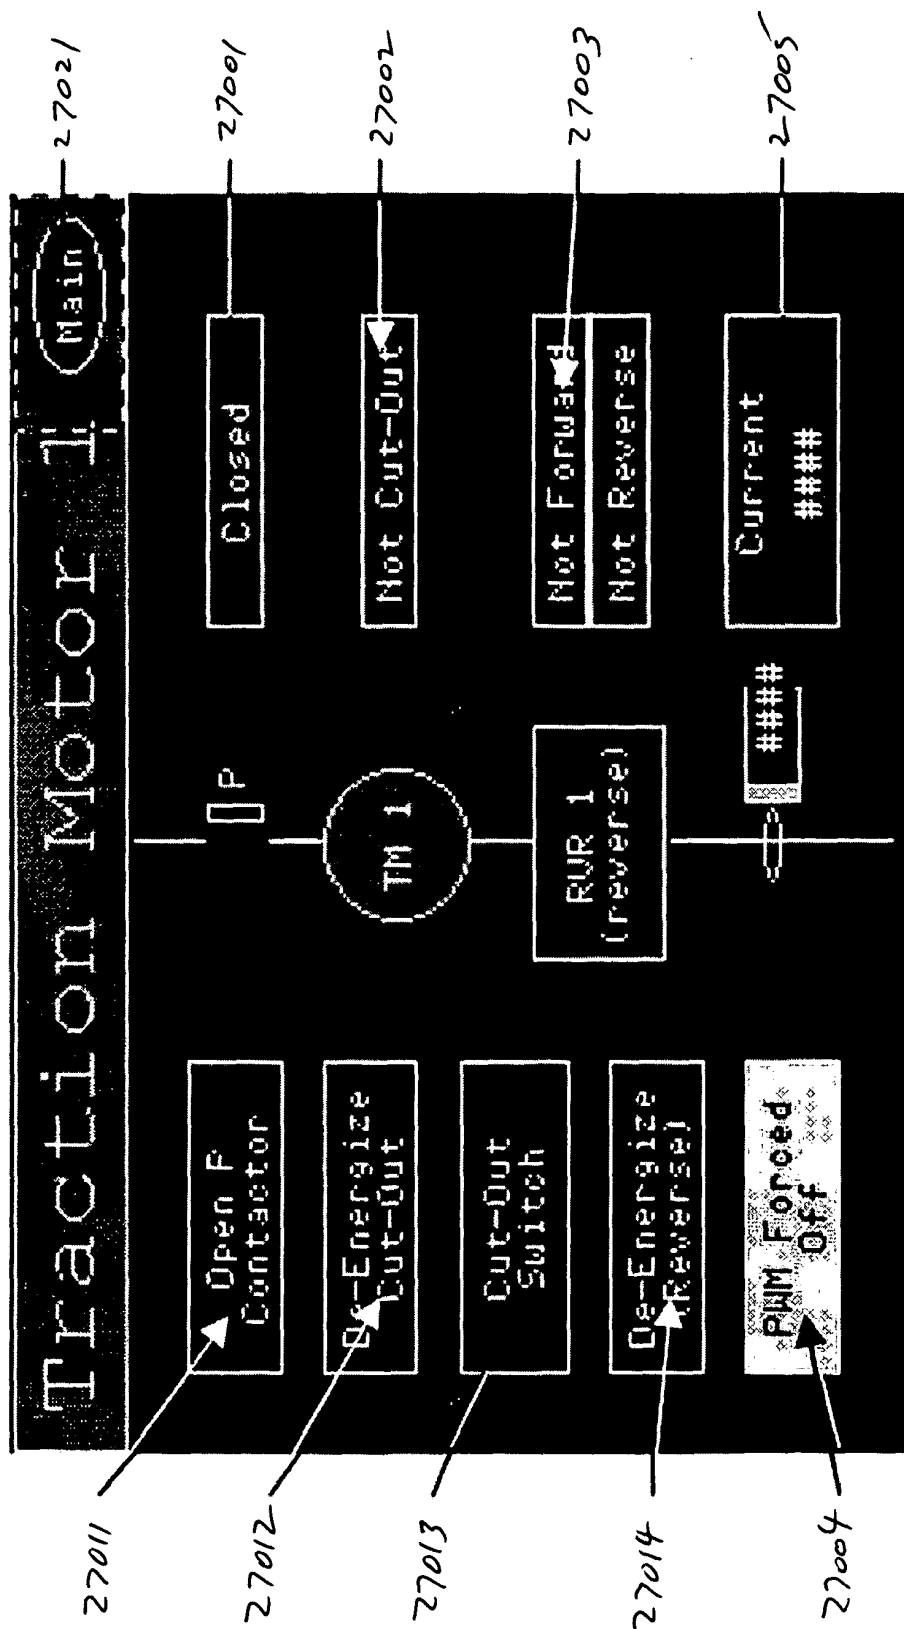 Traction Motor 1
Main
27021
27011
Open P
Contactor
P
Closed
27001
27012
De-Energize
Cut-Out
TM 1
Not Cut-Out
27002
27013
Cut-Out
Switch
RVR 1
(reverse)
Not Forward
Not Reverse
27003
27014
De-Energize
(Reverse)
27004
PWM Forced
Off
####
Current
####
27005